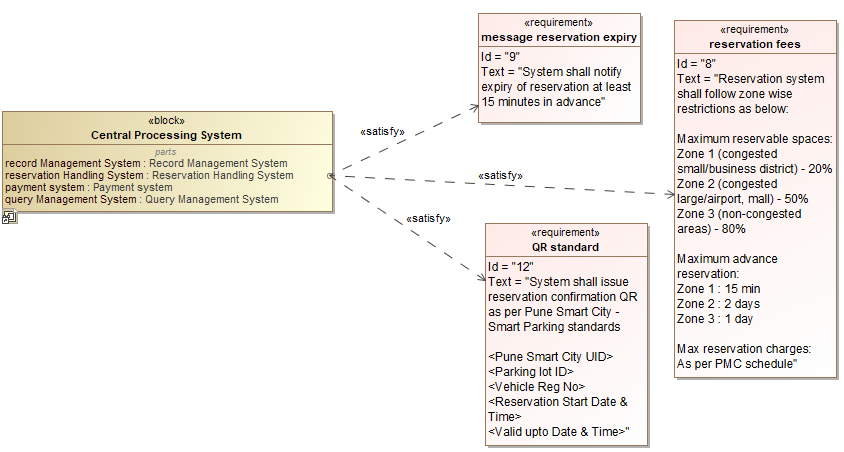 «block»
Central Processing System
parts
record Management System : Record Management System
reservation Handling System : Reservation Handling System
payment system : Payment system
query Management System : Query Management System
«satisfy»
«satisfy»
«satisfy»
«requirement»
message reservation expiry
Id = "9"
Text = "System shall notify
expiry of reservation at least
15 minutes in advance"
«requirement»
reservation fees
Id = "8"
Text = "Reservation system
shall follow zone wise
restrictions as below:
Maximum reservable spaces:
Zone 1 (congested
small/business district) - 20%
Zone 2 (congested
large/airport, mall) - 50%
Zone 3 (non-congested
areas) - 80%
Maximum advance
reservation:
Zone 1 : 15 min
Zone 2 : 2 days
Zone 3 : 1 day
Max reservation charges:
As per PMC schedule"
«requirement»
QR standard
Id = "12"
Text = "System shall issue
reservation confirmation QR
as per Pune Smart City -
Smart Parking standards
<Pune Smart City UID>
<Parking lot ID>
<Vehicle Reg No>
<Reservation Start Date &
Time>
<Valid upto Date & Time>"